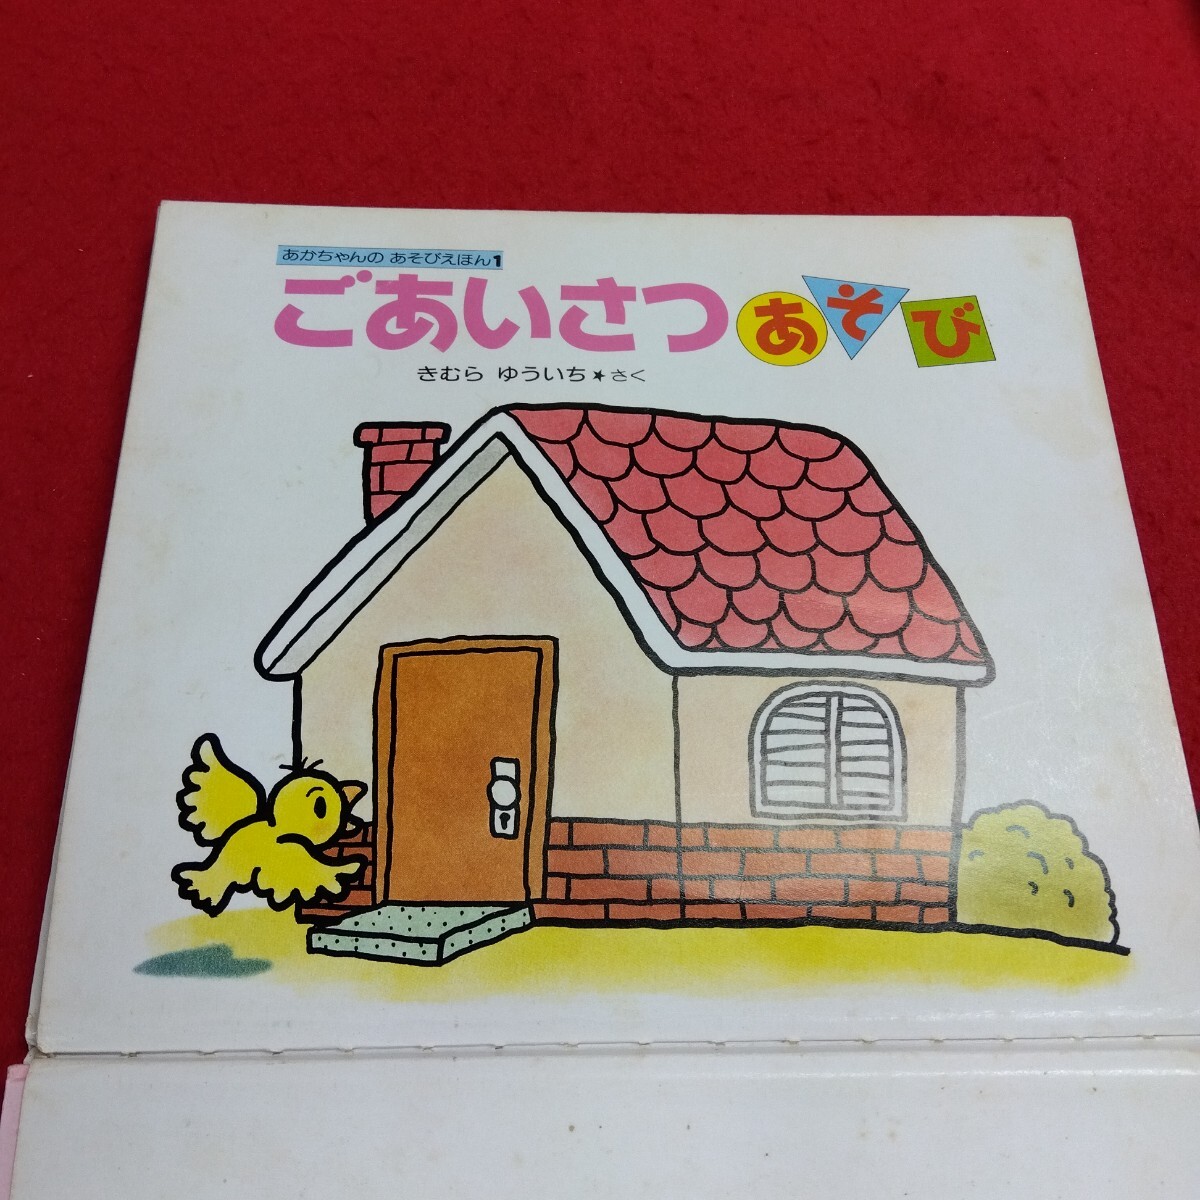 あかちゃんの あそびえほん1
ごあいさつあそび
きむら ゆういち★さく